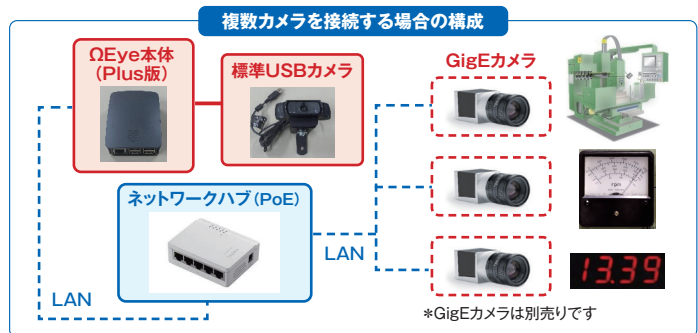 複数カメラを接続する場合の構成
ΩEye本体
(Plus版)
標準USBカメラ
GigEカメラ
ネットワークハブ(PoE)
LAN
LAN
rpm
13.39
*GigEカメラは別売りです